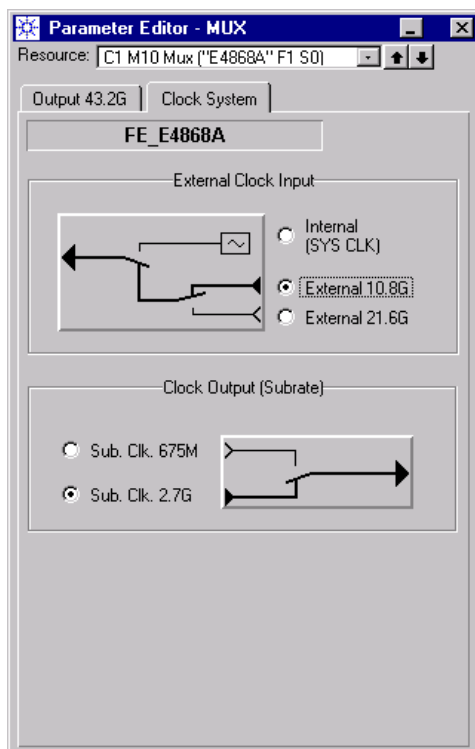 Parameter Editor - MUX
Resource: C1 M10 Mux ("E4868A" F1 S0)
Output 43.2G Clock System
FE_E4868A
External Clock Input
Internal
(SYS CLK)
External 10.8G
External 21.6G
Clock Output (Subrate)
Sub. Clk. 675M
Sub. Clk. 2.7G